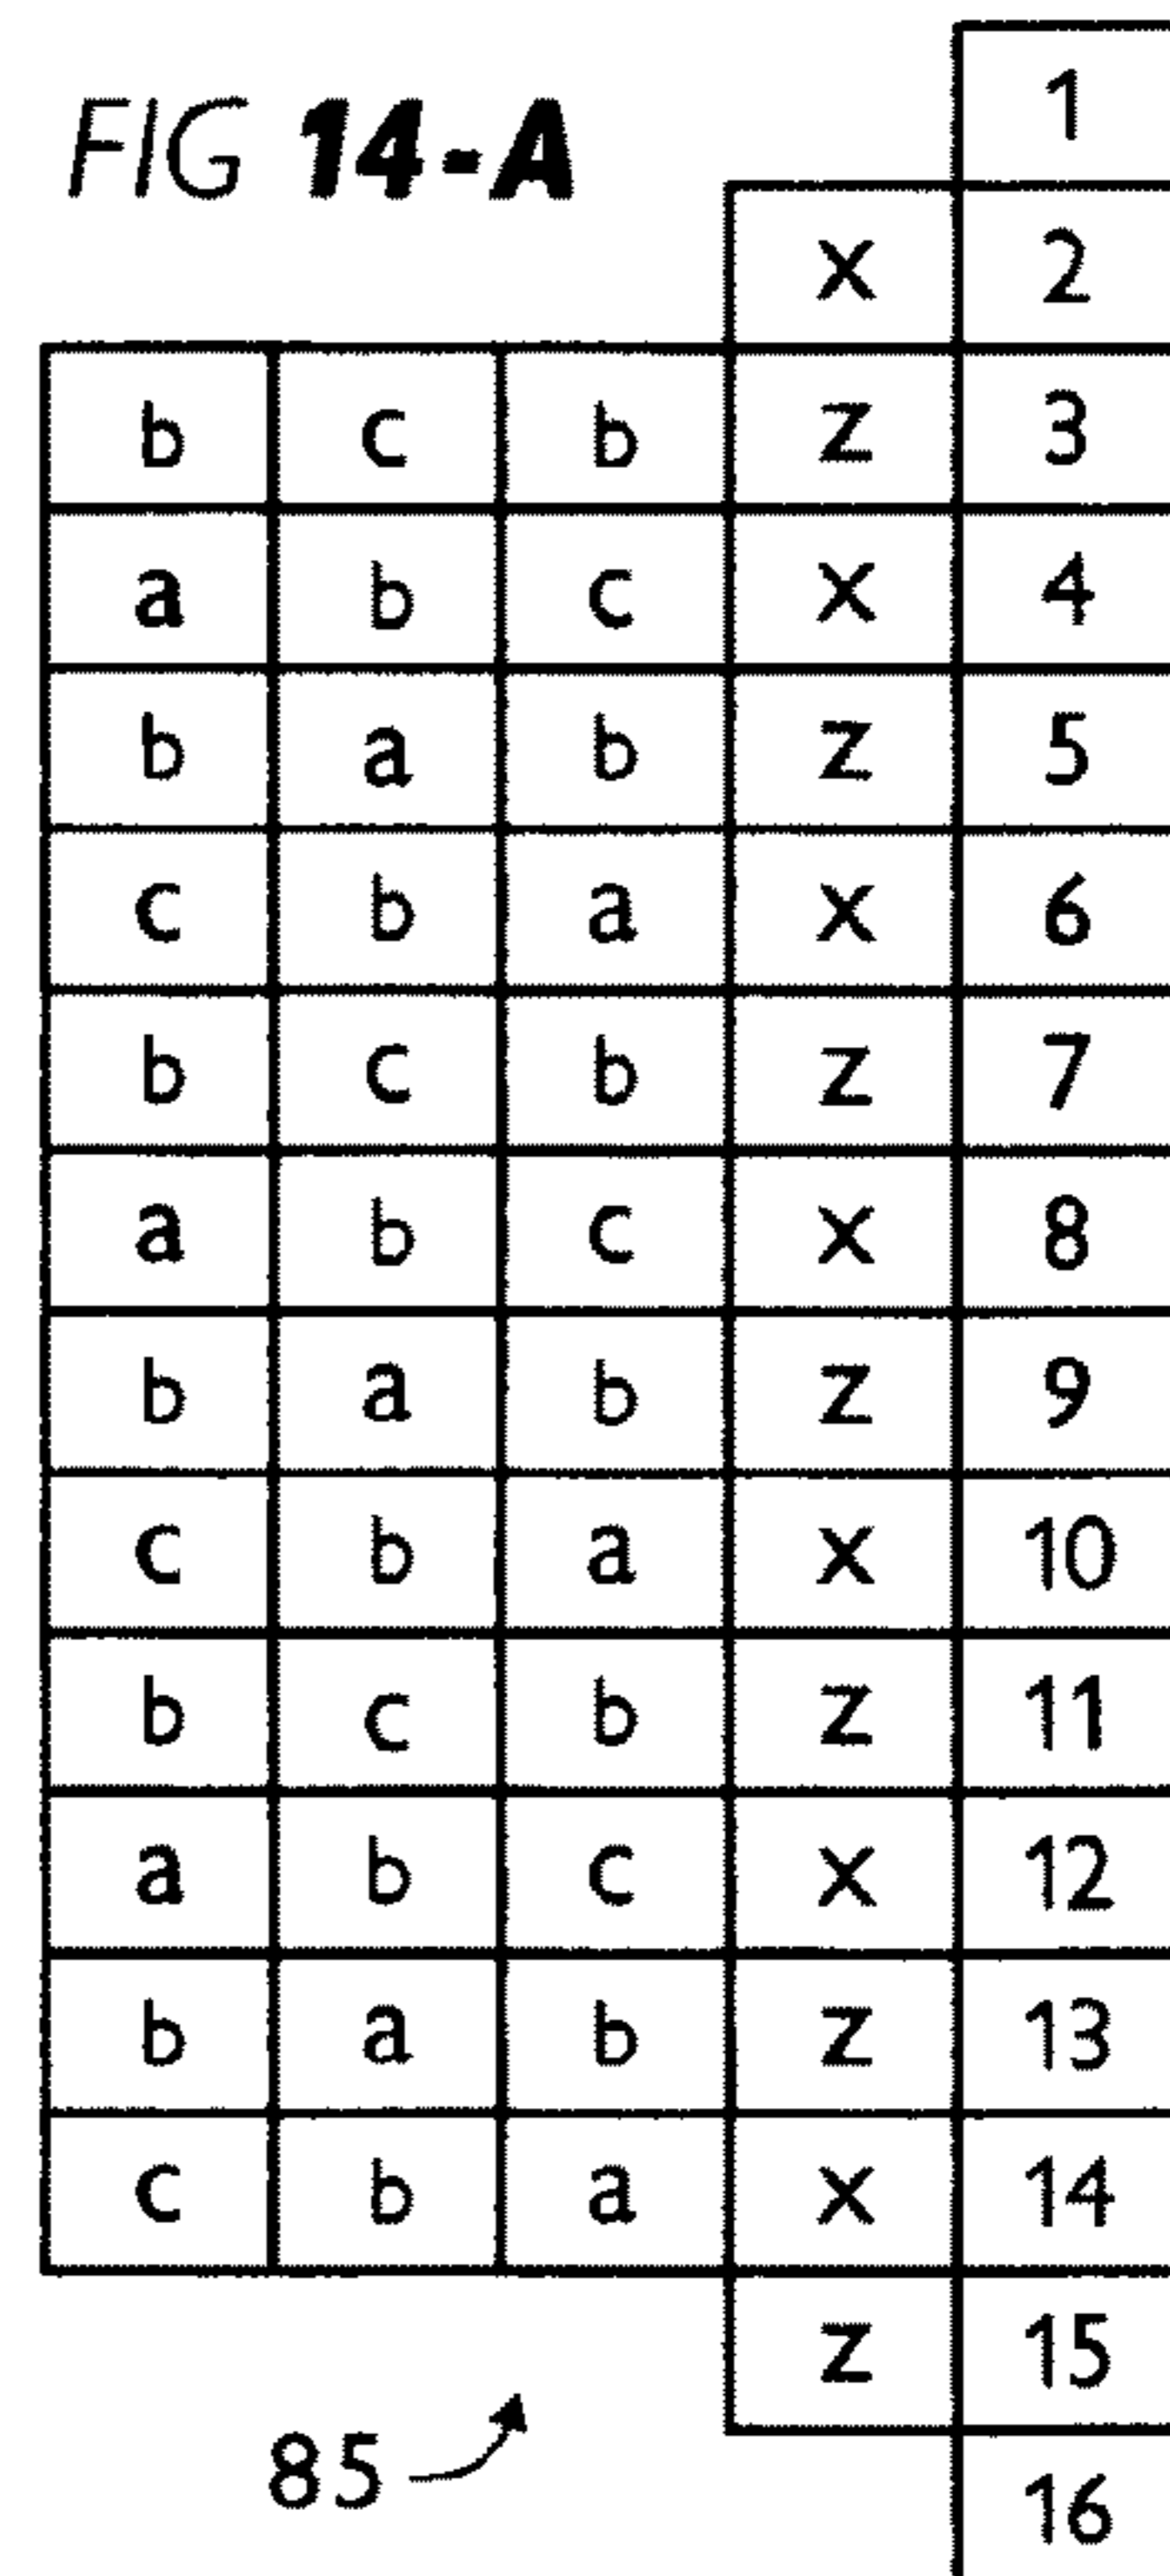 1
FIG 14-A
x 2
b c b z 3
a b c x 4
b a b z 5
c b a x 6
b c b z 7
a b c x 8
b a b z 9
c b a x 10
b c b z 11
a b c x 12
b a b z 13
c b a x 14
z 15
85
16